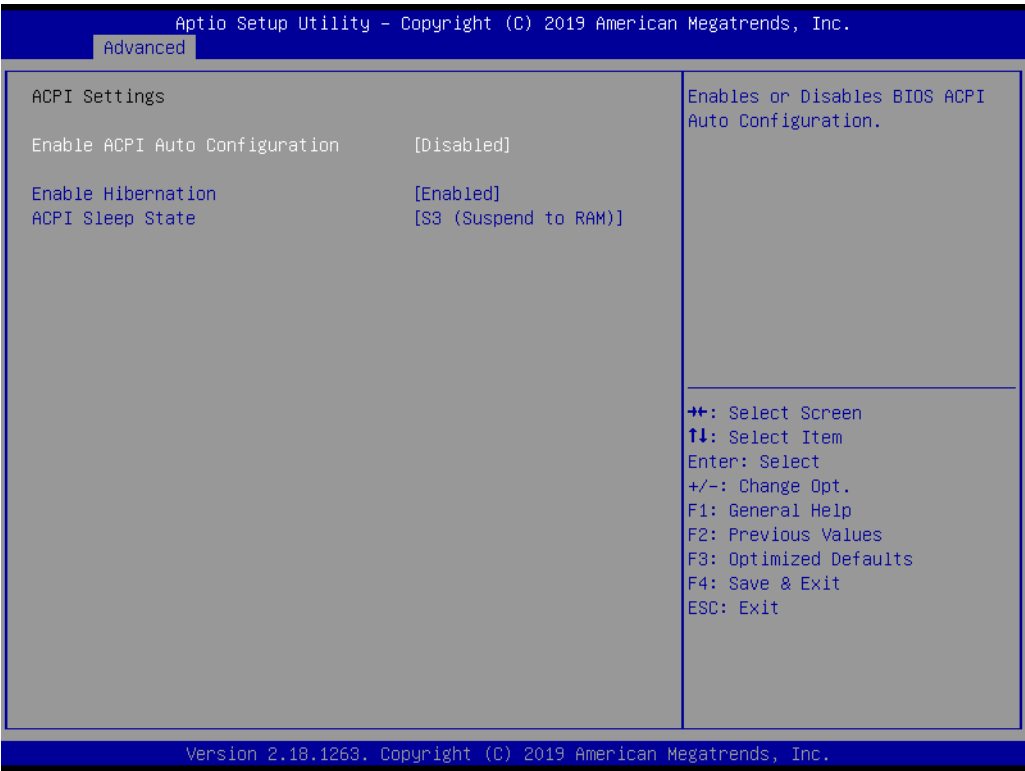 Aptio Setup Utility – Copyright (C) 2019 American Megatrends, Inc.
Advanced
ACPI Settings
Enable ACPI Auto Configuration [Disabled]
Enable Hibernation [Enabled]
ACPI Sleep State [S3 (Suspend to RAM)]
Enables or Disables BIOS ACPI
Auto Configuration.
→←: Select Screen
↑↓: Select Item
Enter: Select
+/-: Change Opt.
F1: General Help
F2: Previous Values
F3: Optimized Defaults
F4: Save & Exit
ESC: Exit
Version 2.18.1263. Copyright (C) 2019 American Megatrends, Inc.